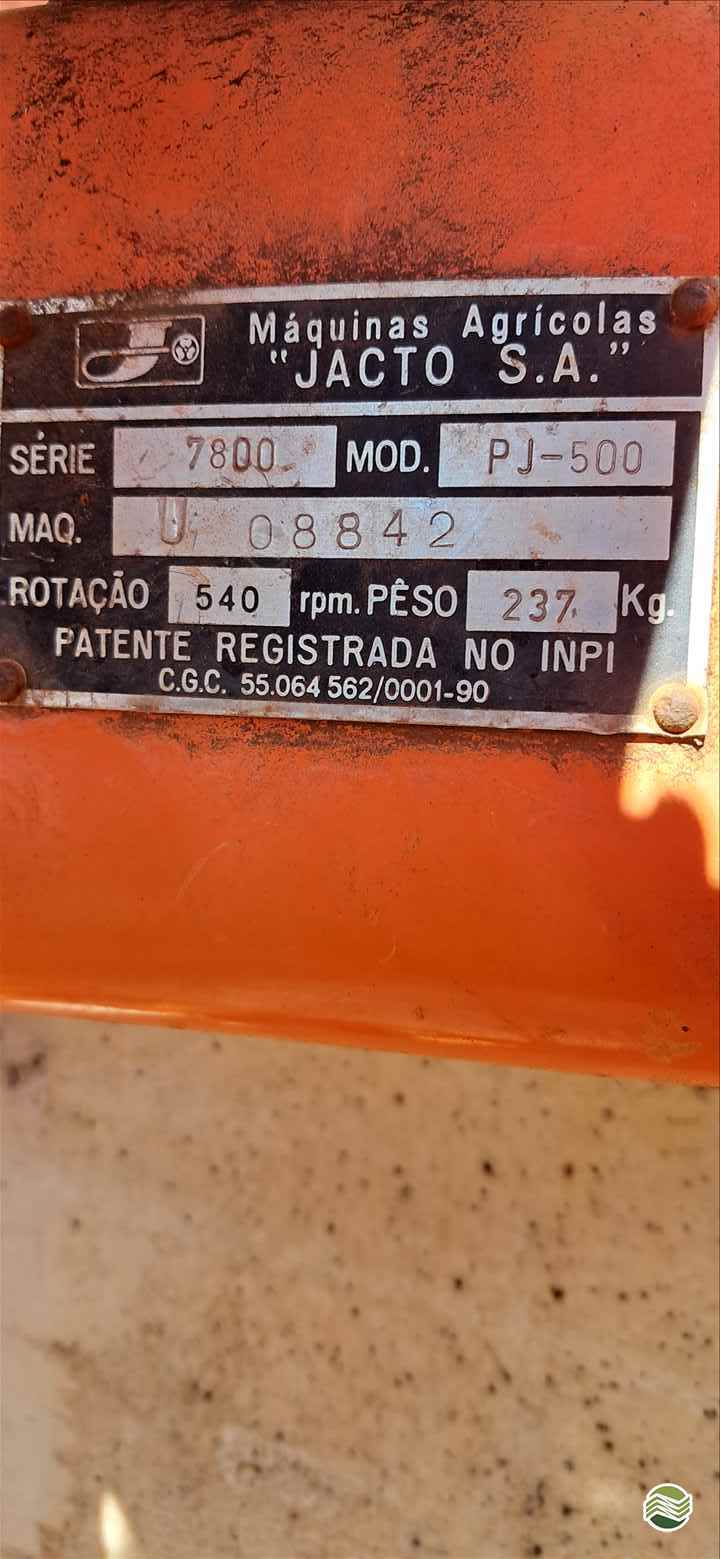 Máquinas Agrícolas
"JACTO S.A."
SÉRIE 7800 MOD. PJ-500
MAQ. U 08842
ROTAÇÃO 540 rpm. PÊSO 237 Kg.
PATENTE REGISTRADA NO INPI
C.G.C. 55.064 562/0001-90